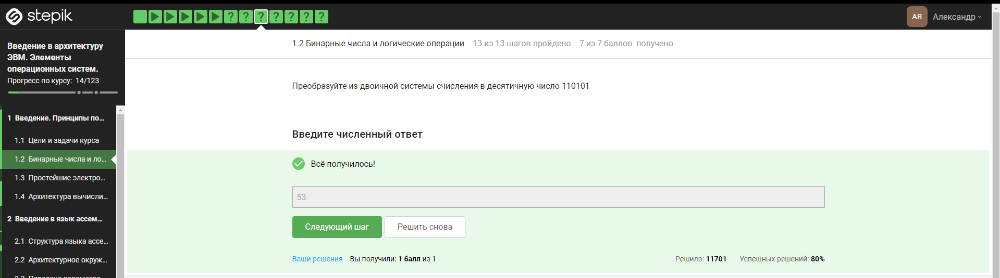 stepik
? ? ? ? ? ? ?
AB Александр
Введение в архитектуру
ЭВМ. Элементы
операционных систем.
Прогресс по курсу: 14/123
1 Введение. Принципы по...
1.1 Цели и задачи курса
1.2 Бинарные числа и ло...
1.3 Простейшие электро...
1.4 Архитектура вычисли...
2 Введение в язык ассем...
2.1 Структура языка ассе...
2.2 Архитектурное окруж...
1.2 Бинарные числа и логические операции 13 из 13 шагов пройдено 7 из 7 баллов получено
Преобразуйте из двоичной системы счисления в десятичную число 110101
Введите численный ответ
Всё получилось!
53
Следующий шаг Решить снова
Ваши решения Вы получили: 1 балл из 1 Решило: 11701 Успешных решений: 80%